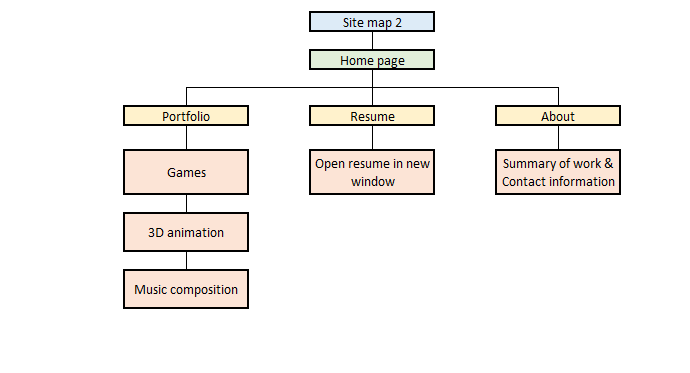 Site map 2
Home page
Portfolio
Resume
About
Games
Open resume in new
window
Summary of work &
Contact information
3D animation
Music composition